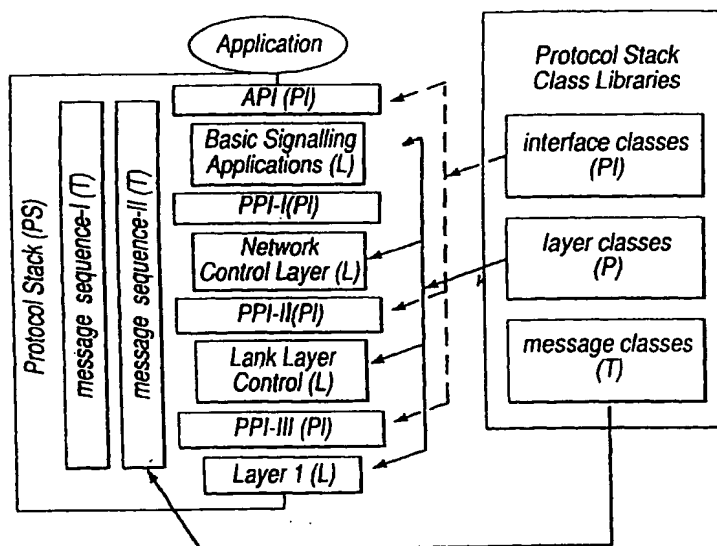 Application
Protocol Stack (PS)
message sequence-I (T)
message sequence-II (T)
API (PI)
Basic Signalling
Applications (L)
PPI-I(PI)
Network
Control Layer (L)
PPI-II(PI)
Lank Layer
Control (L)
PPI-III (PI)
Layer 1 (L)
Protocol Stack
Class Libraries
interface classes
(PI)
layer classes
(P)
message classes
(T)